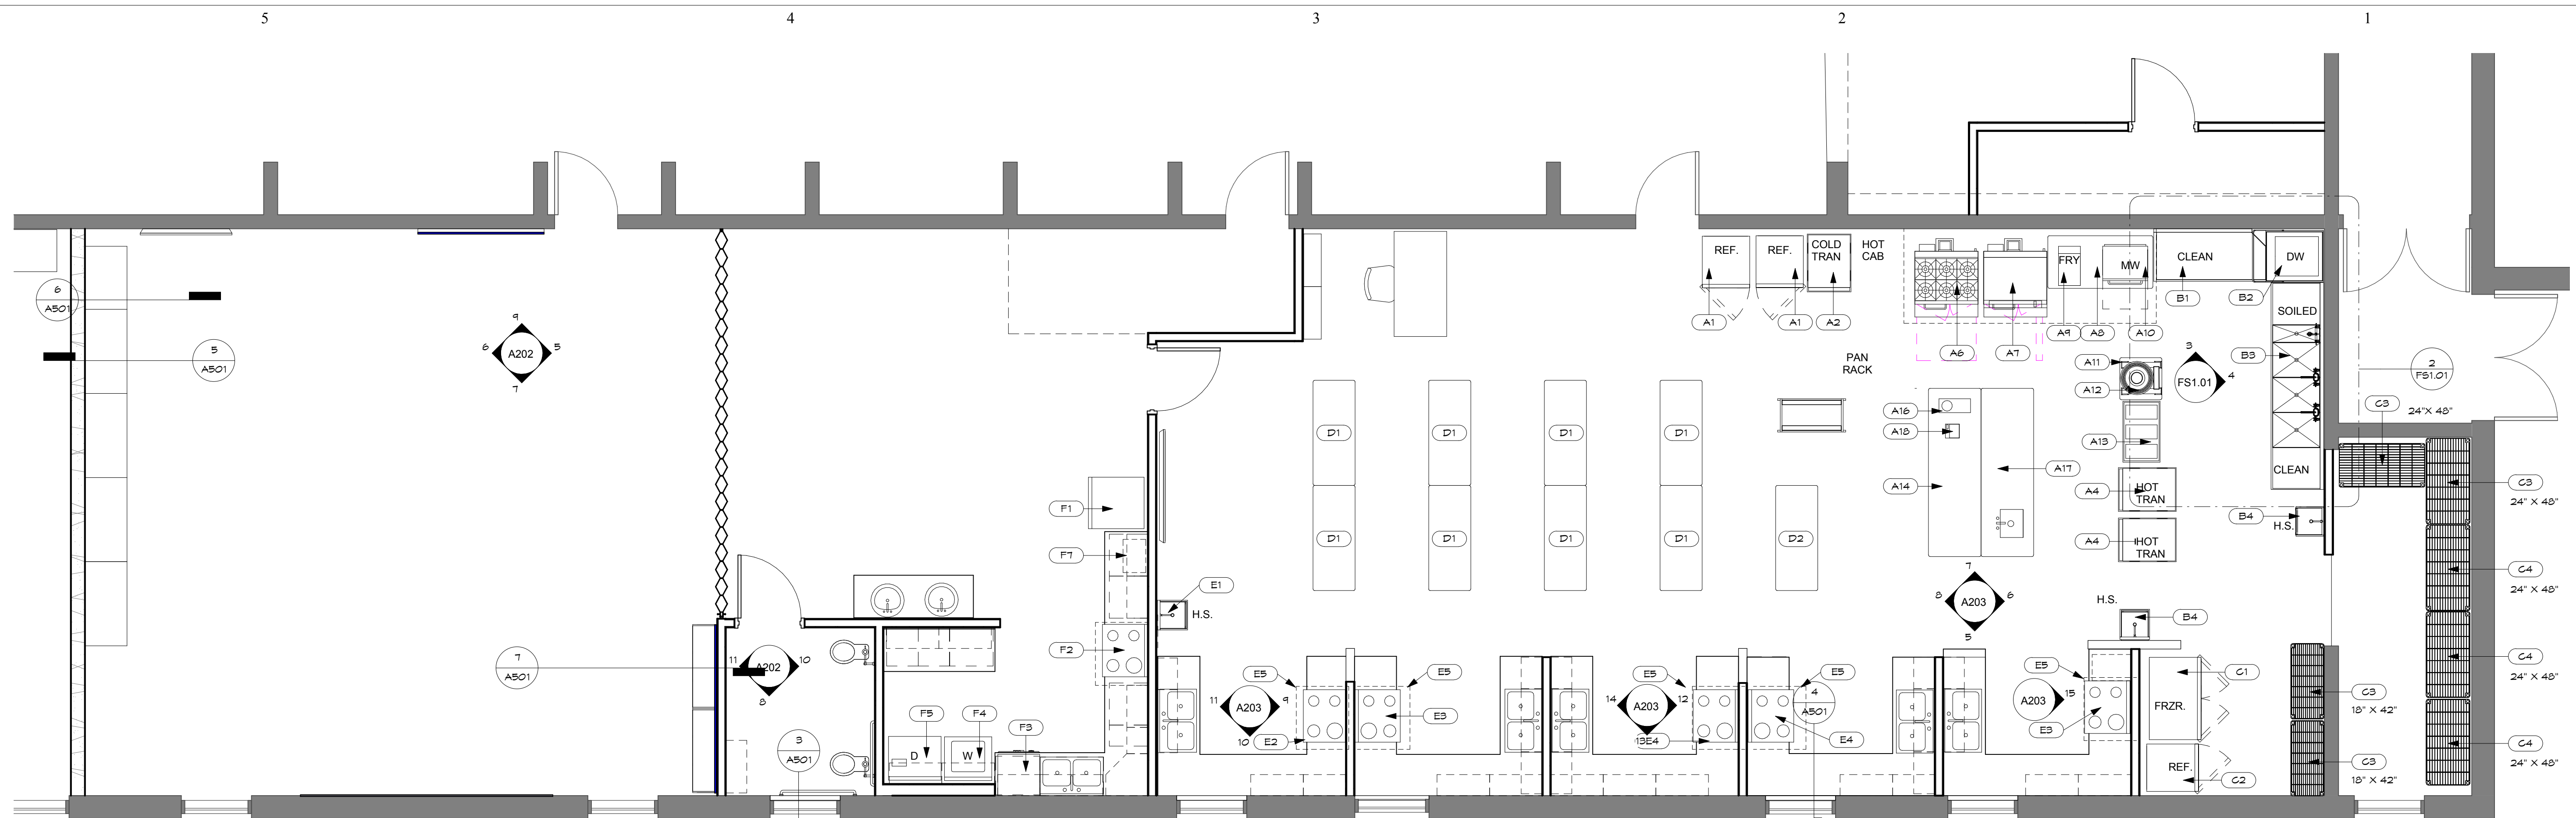 5 4 3 2 1
REF.
REF.
COLD
TRAN
HOT
CAB
FRY
MW
CLEAN
DW
6
A501
B1
B2
SOILED
9
A1
A1
A2
A9
A8
A10
6
A202
5
5
A501
7
A6
A7
PAN
RACK
A11
A12
3
FS1.01
4
B3
2
FS1.01
C3
24"X 48"
A16
A18
D1
D1
D1
D1
A13
A17
CLEAN
A14
A4
HOT
TRAN
C3
24" X 48"
F1
B4
H.S.
D1
D1
D1
D1
D2
A4
HOT
TRAN
F7
C4
24" X 48"
E1
H.S.
7
8
A203
6
5
H.S.
B4
F2
7
A501
11
A202
10
8
C4
24" X 48"
E5
E5
E5
E5
E5
C1
11
A203
9
10
14
A203
12
4
A501
A203
15
C3
18" X 42"
FRZR.
E3
E3
E2
13E4
E4
F5
F4
F3
D
W
3
A501
C4
24" X 48"
REF.
C2
C3
18" X 42"